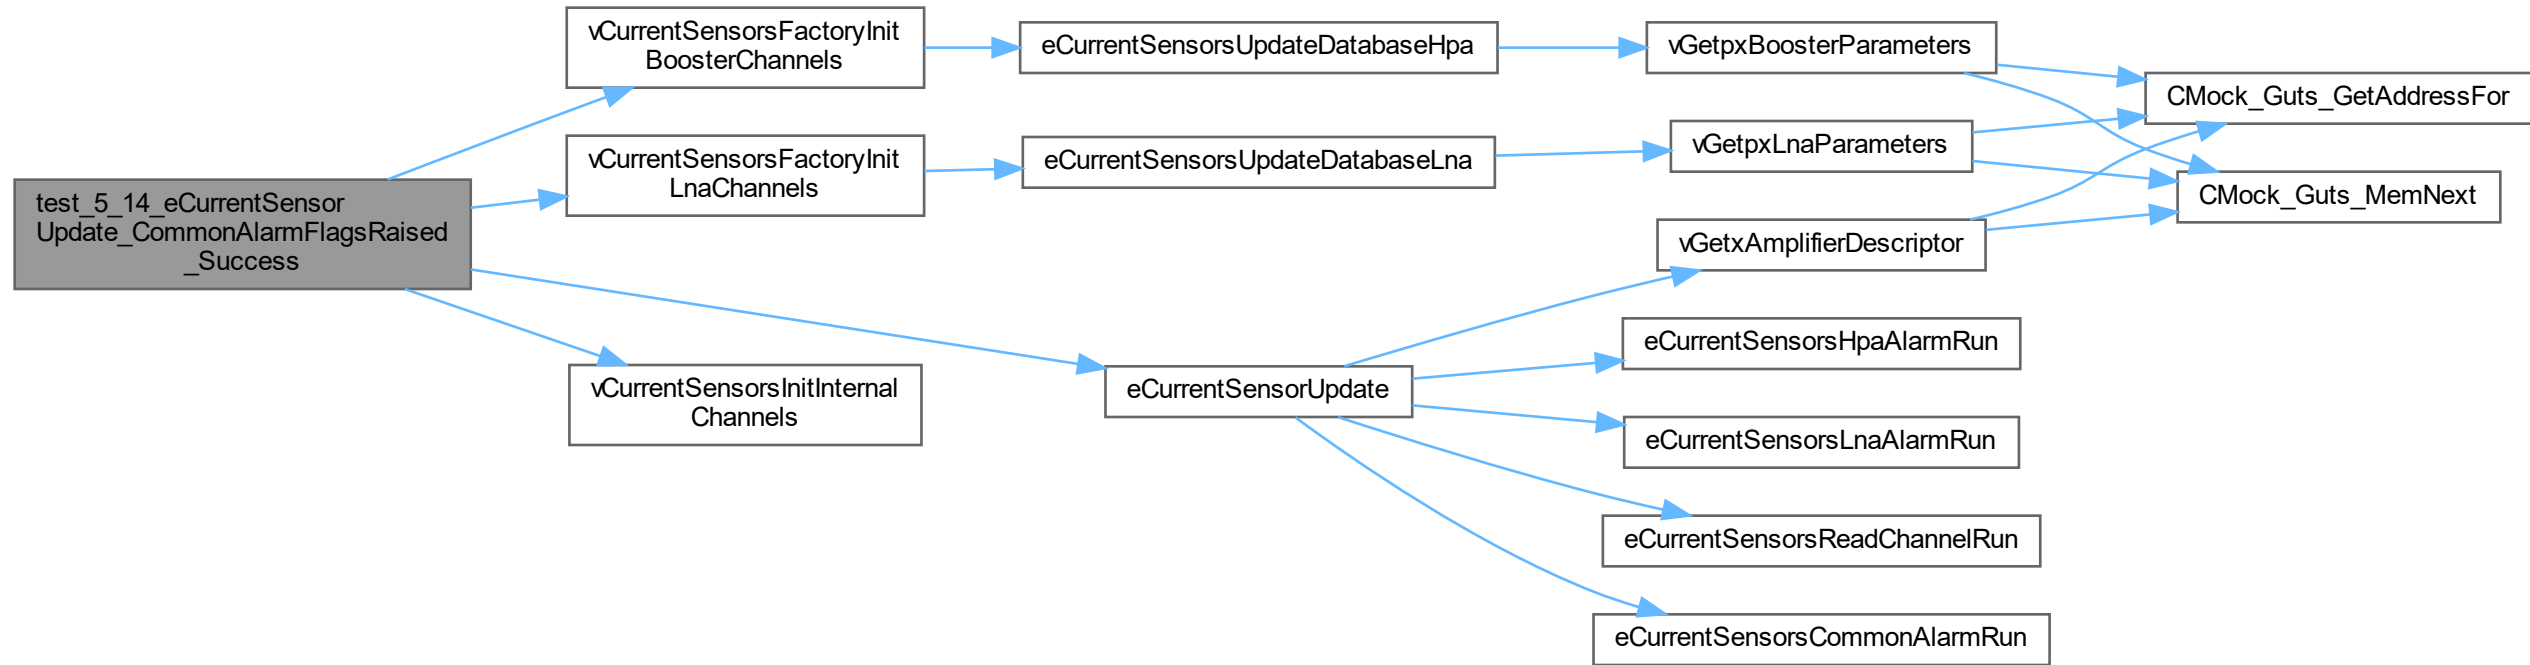 test_5_14_eCurrentSensor
Update_CommonAlarmFlagsRaised
_Success
vCurrentSensorsFactoryInit
BoosterChannels
vCurrentSensorsFactoryInit
LnaChannels
vCurrentSensorsInitInternal
Channels
eCurrentSensorsUpdateDatabaseHpa
eCurrentSensorsUpdateDatabaseLna
eCurrentSensorUpdate
vGetpxBoosterParameters
vGetpxLnaParameters
vGetxAmplifierDescriptor
eCurrentSensorsHpaAlarmRun
eCurrentSensorsLnaAlarmRun
eCurrentSensorsReadChannelRun
eCurrentSensorsCommonAlarmRun
CMock_Guts_GetAddressFor
CMock_Guts_MemNext